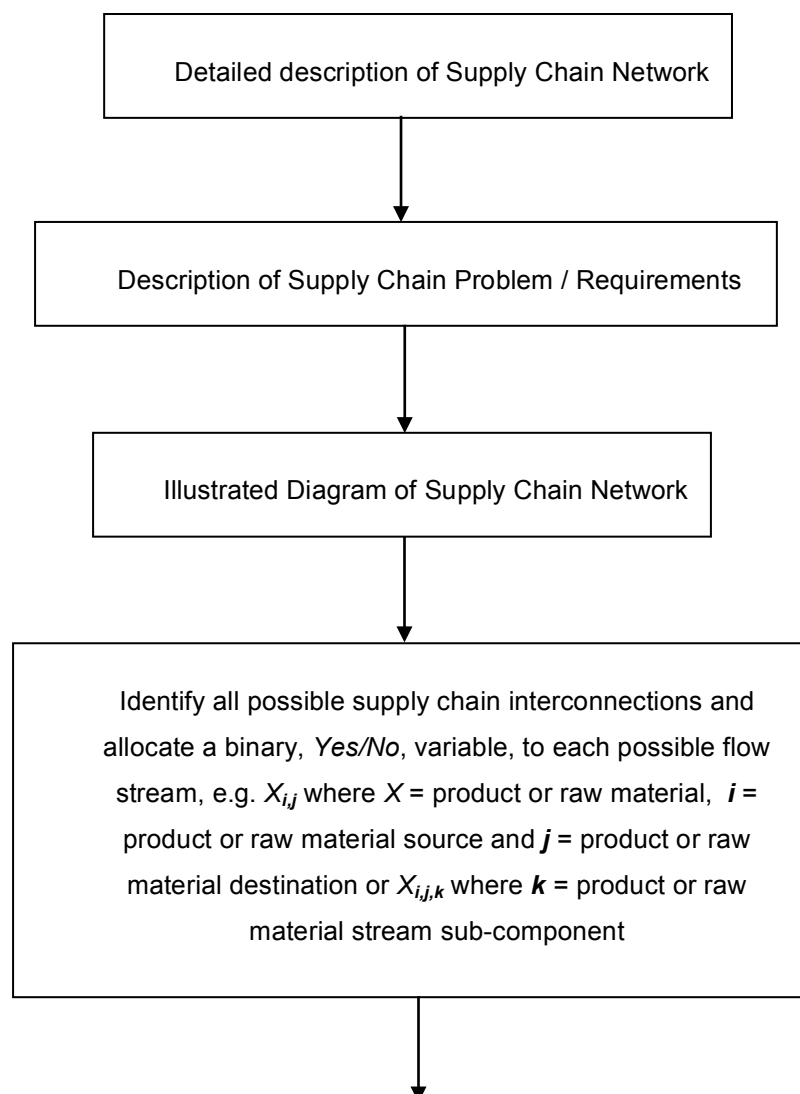 Detailed description of Supply Chain Network
Description of Supply Chain Problem / Requirements
Illustrated Diagram of Supply Chain Network
Identify all possible supply chain interconnections and
allocate a binary, Yes/No, variable, to each possible flow
stream, e.g. Xi,j where X = product or raw material, i =
product or raw material source and j = product or raw
material destination or Xi,j,k where k = product or raw
material stream sub-component